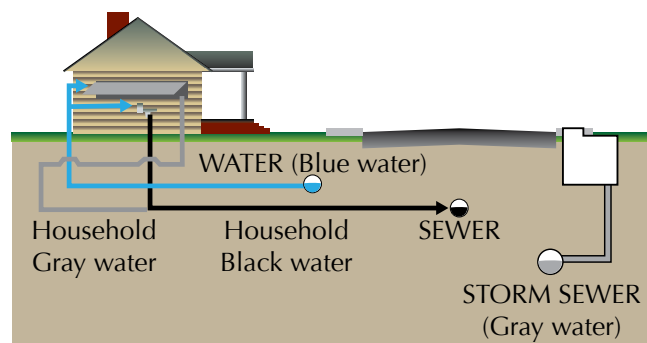 WATER (Blue water)
Household
Gray water
Household
Black water
SEWER
STORM SEWER
(Gray water)